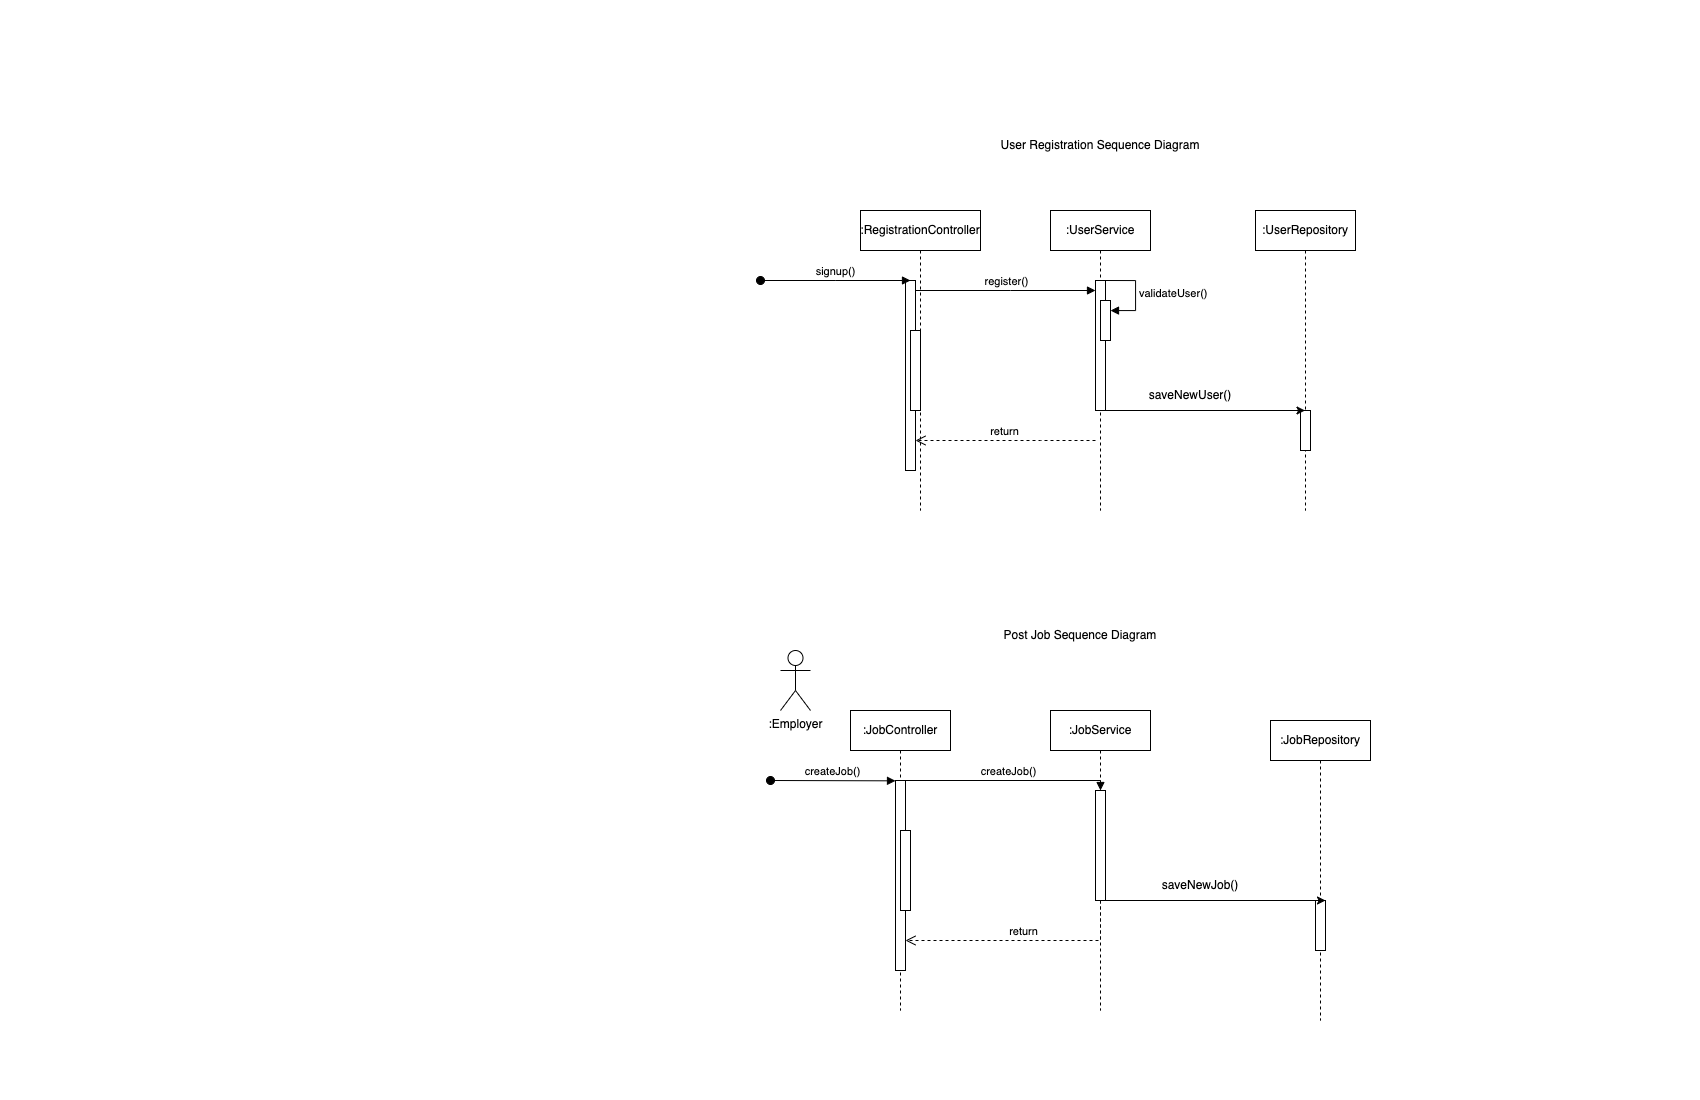 User Registration Sequence Diagram
:RegistrationController
:UserService
:UserRepository
signup()
register()
validateUser()
saveNewUser()
return
Post Job Sequence Diagram
:Employer
:JobController
:JobService
:JobRepository
createJob()
createJob()
saveNewJob()
return